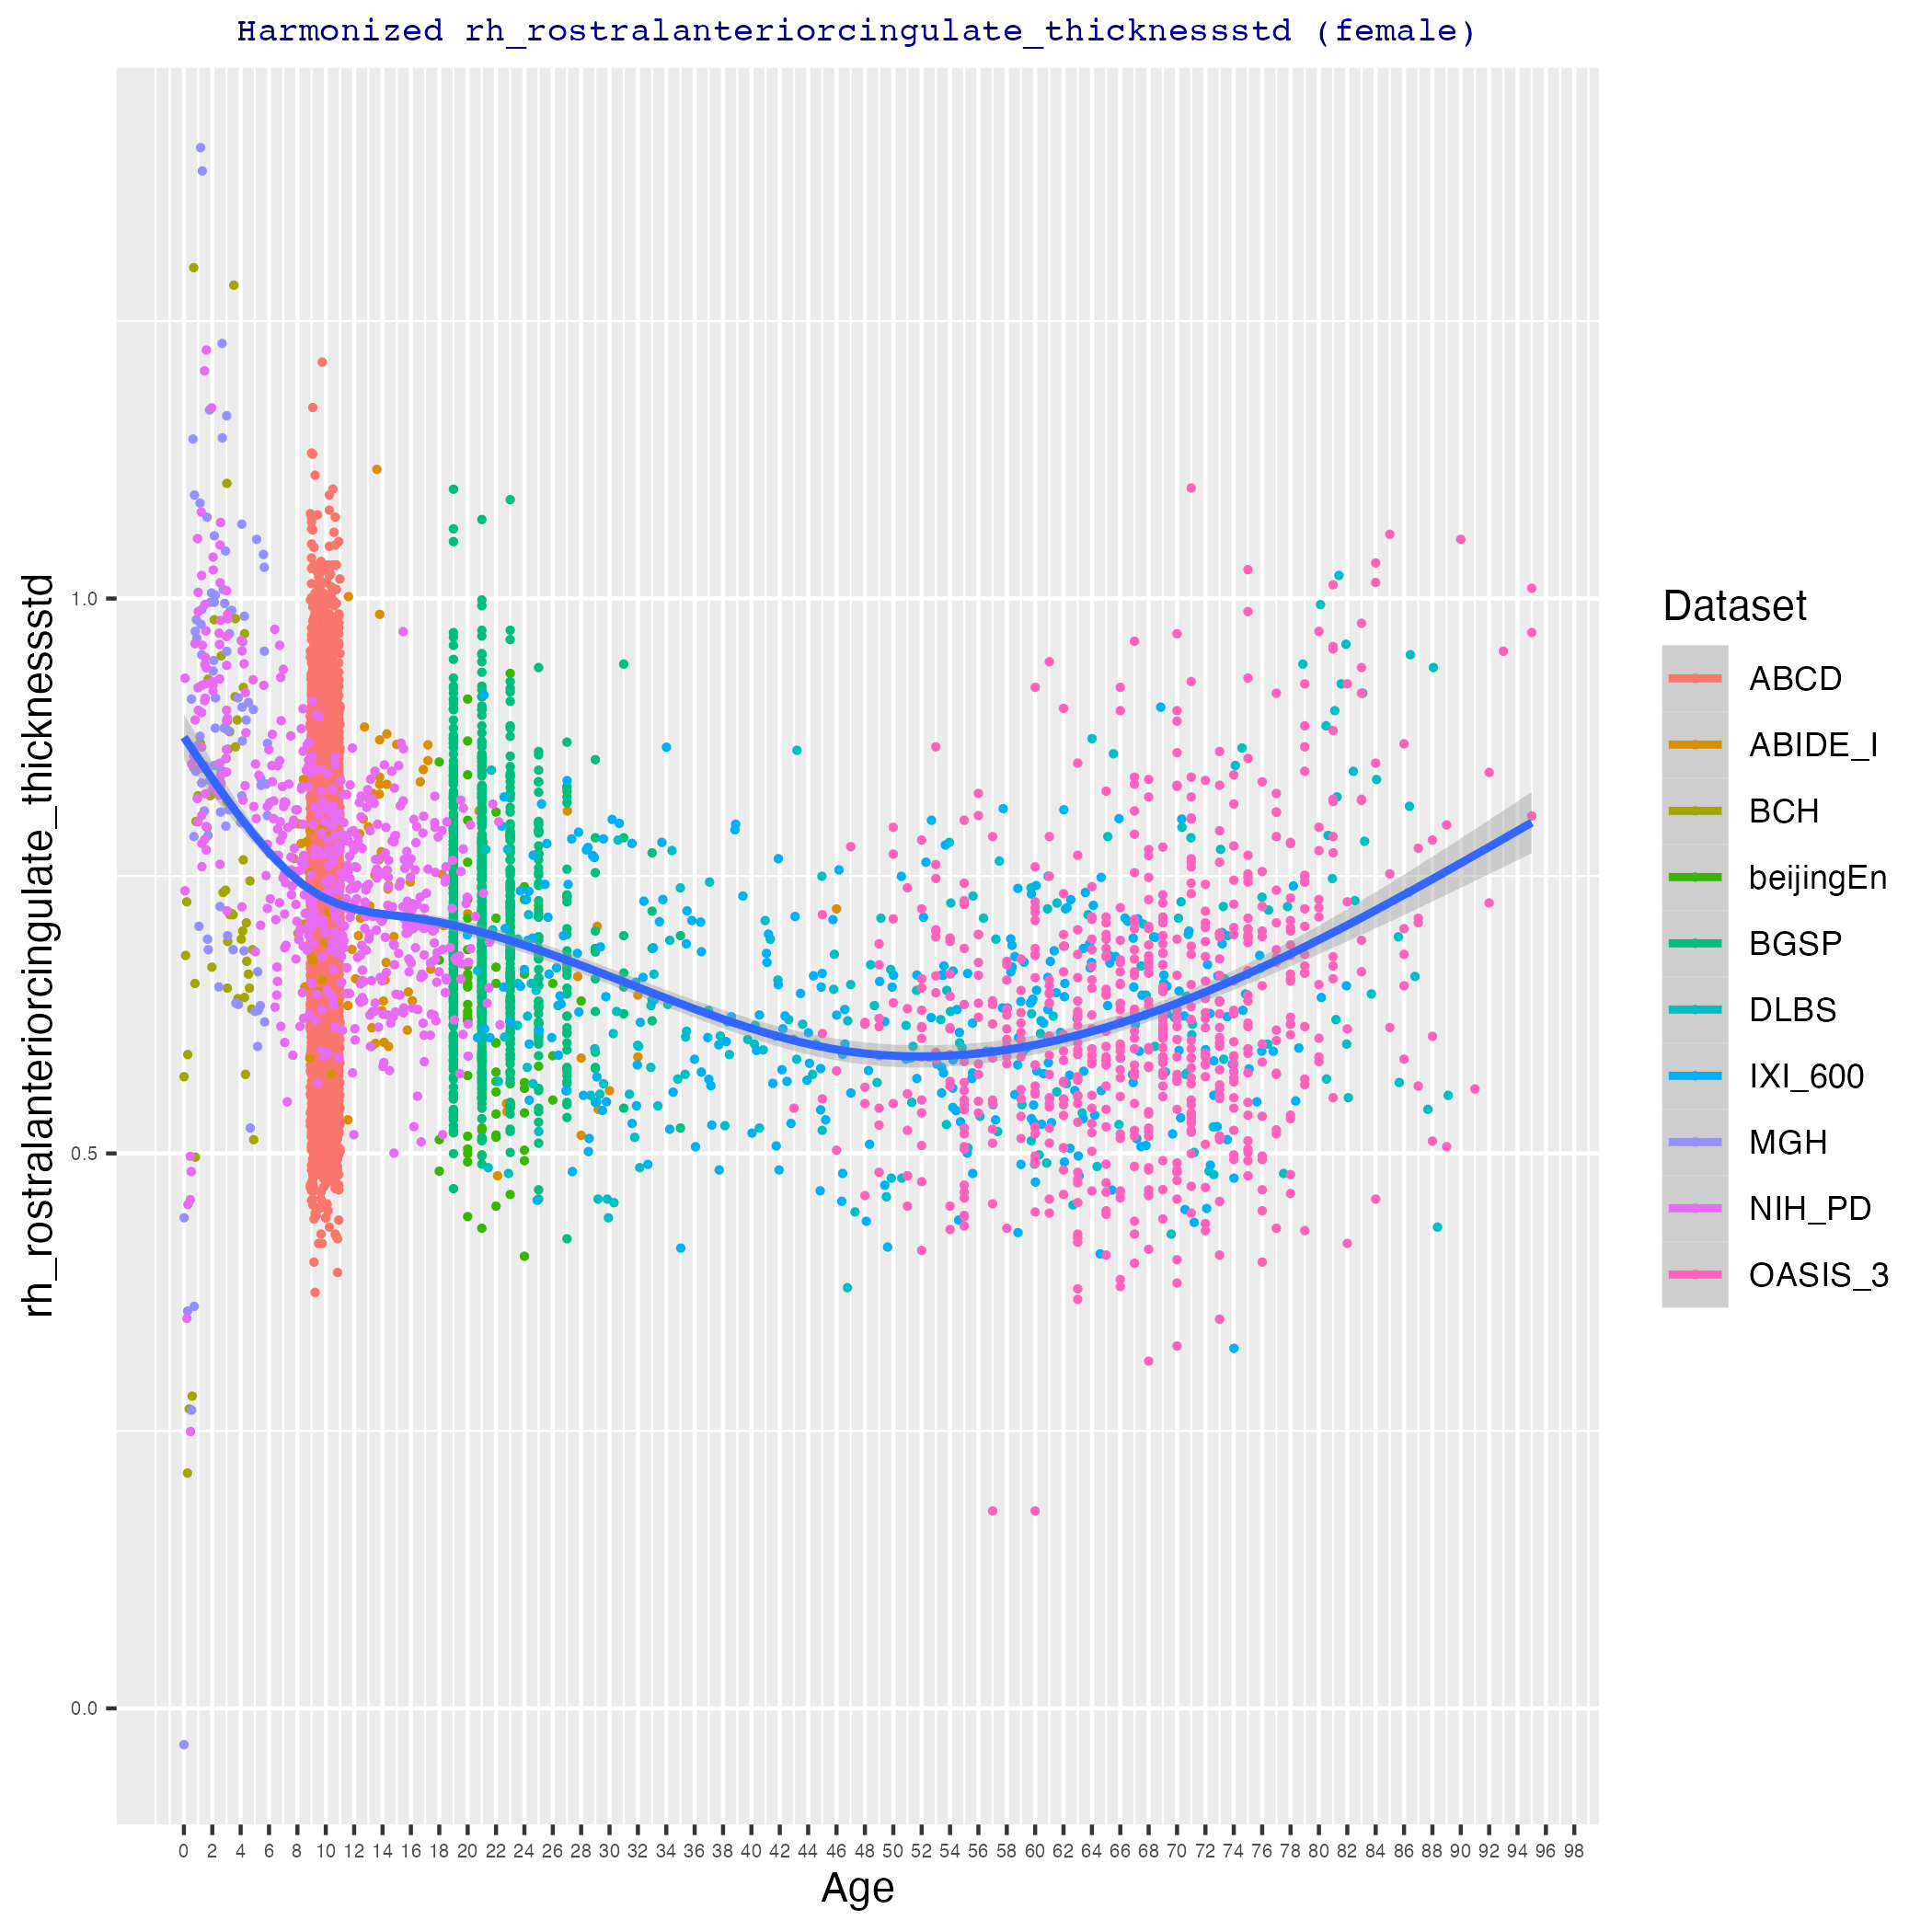 Harmonized rh_rostralanteriorcingulate_thicknessstd (female)
rh_rostralanteriorcingulate_thicknessstd
1.0
0.5
0.0
0 2 4 6 8 10 12 14 16 18 20 22 24 26 28 30 32 34 36 38 40 42 44 46 48 50 52 54 56 58 60 62 64 66 68 70 72 74 76 78 80 82 84 86 88 90 92 94 96 98
Age
Dataset
ABCD
ABIDE_I
BCH
beijingEn
BGSP
DLBS
IXI_600
MGH
NIH_PD
OASIS_3